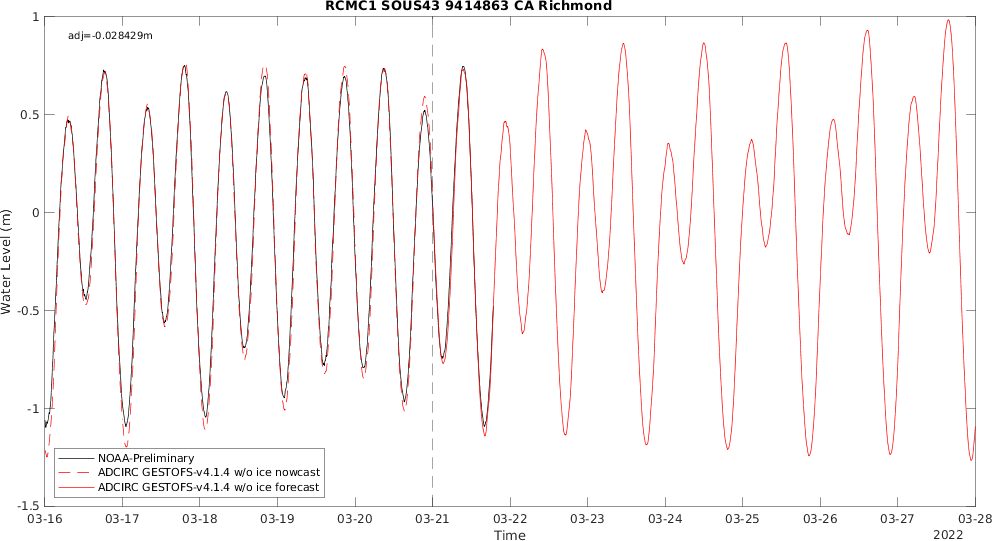 RCMC1 SOUS43 9414863 CA Richmond
adj=-0.028429m
Water Level (m)
1
0.5
0
-0.5
-1
-1.5
NOAA-Preliminary
ADCIRC GESTOFS-v4.1.4 w/o ice nowcast
ADCIRC GESTOFS-v4.1.4 w/o ice forecast
03-16 03-17 03-18 03-19 03-20 03-21 03-22 03-23 03-24 03-25 03-26 03-27 03-28
Time
2022